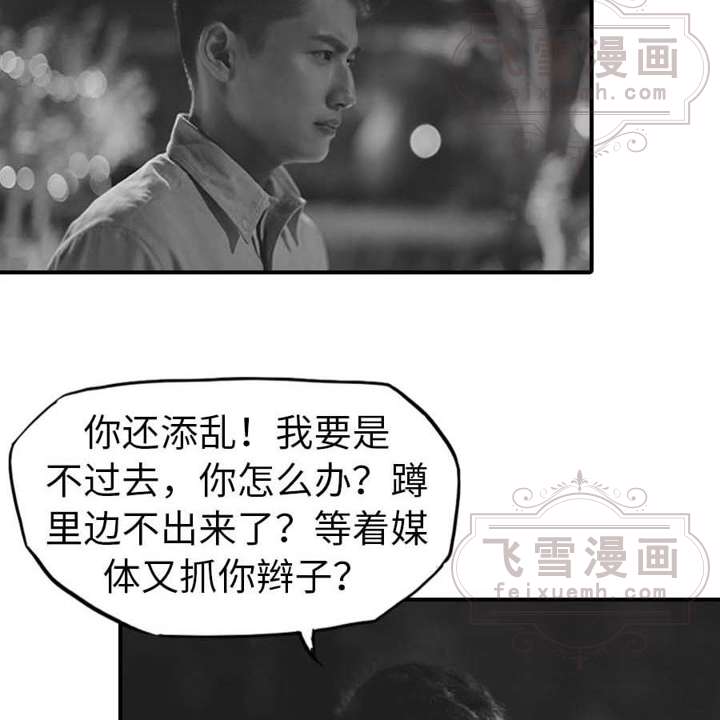 飞雪漫画
feixuemh.com
你还添乱！我要是
不过去，你怎么办？蹲
里边不出来了？等着媒
体又抓你辫子？
飞雪漫画
feixuemh.com